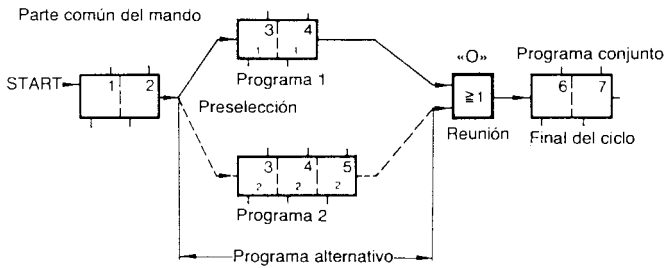 Parte común del mando
START
1 2
Preselección
3 4
1 1
Programa 1
3 4 5
2 2 2
Programa 2
Programa alternativo
«O»
≥1
Reunión
Programa conjunto
6 7
Final del ciclo